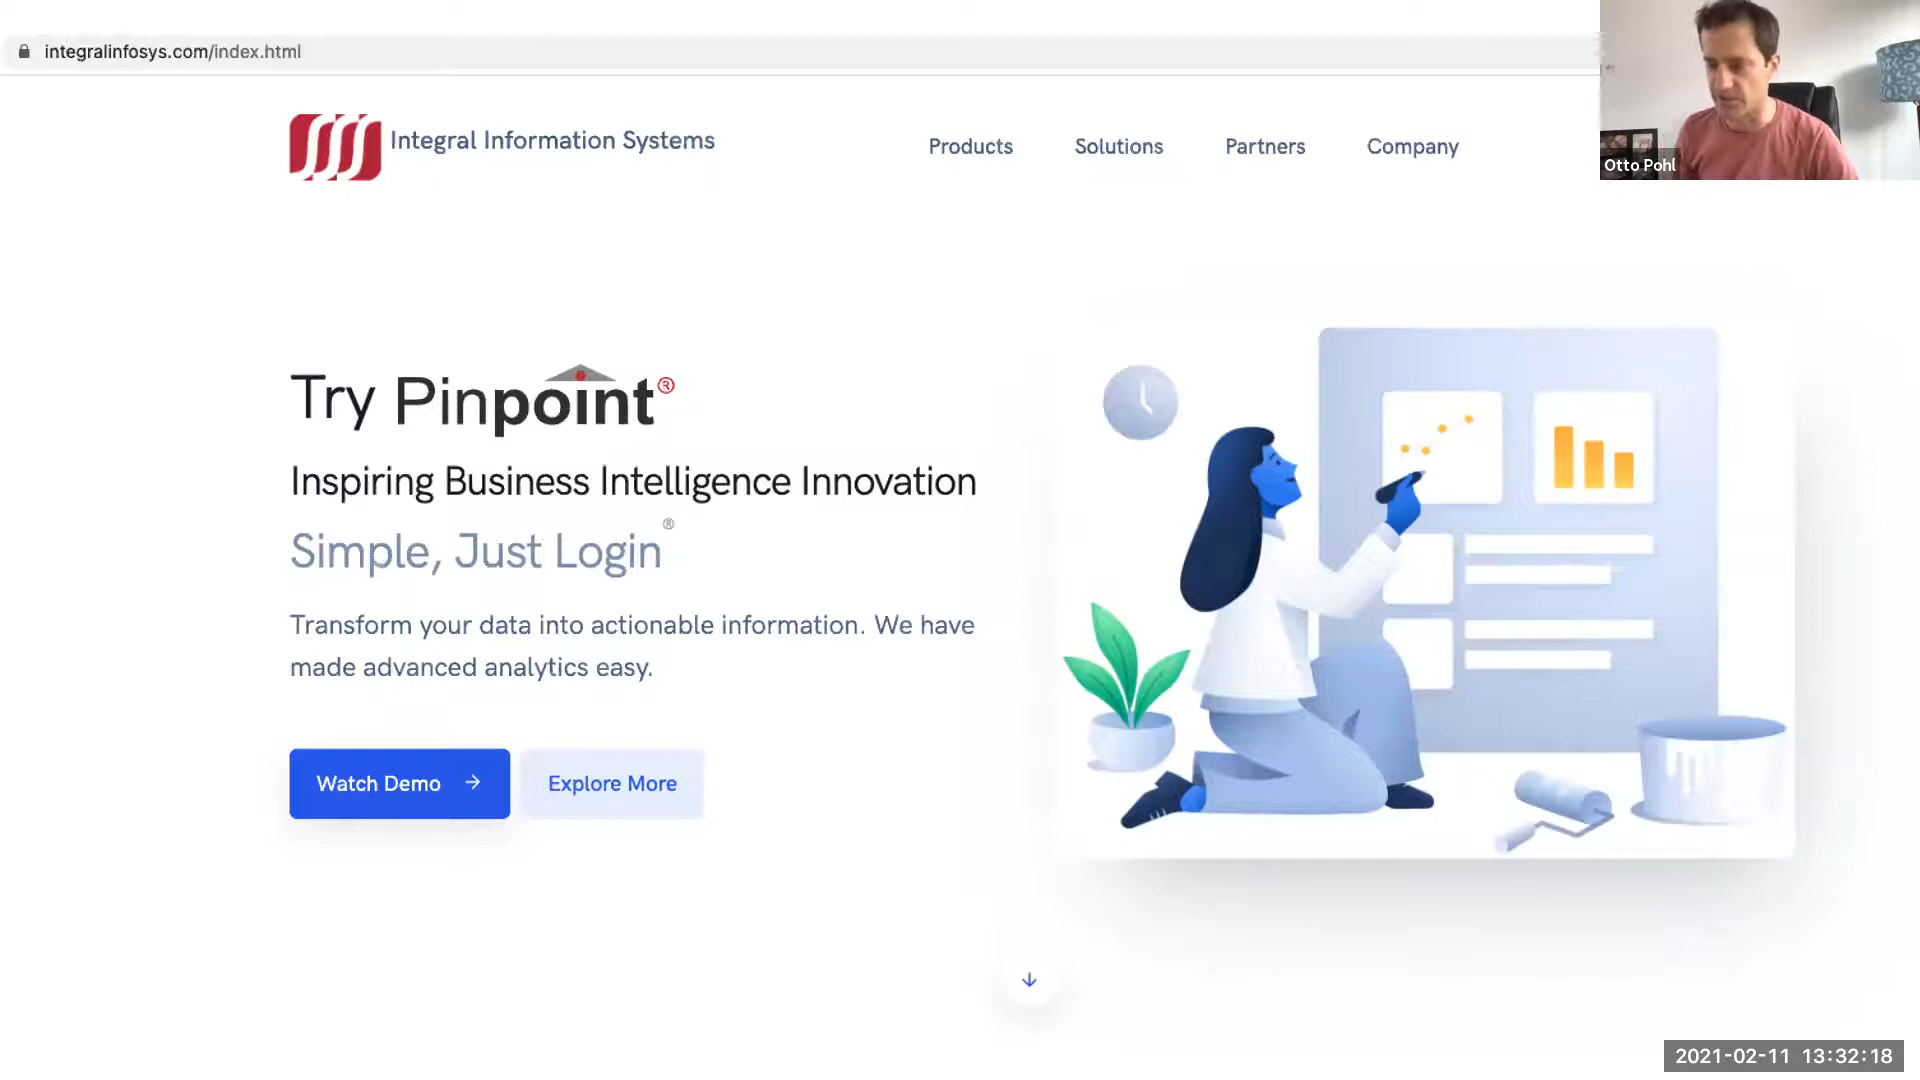 integralinfosys.com/index.html
Integral Information Systems
Products
Solutions
Partners
Company
Otto Pohl
Try Pinpoint®
Inspiring Business Intelligence Innovation
Simple, Just Login®
Transform your data into actionable information. We have
made advanced analytics easy.
Watch Demo →
Explore More
2021-02-11 13:32:18